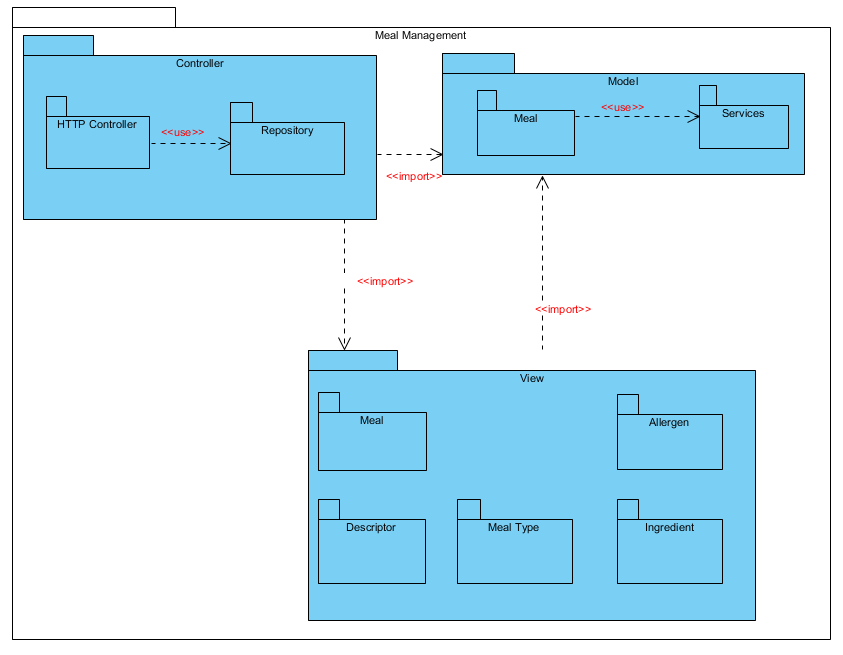 Meal Management
Controller
HTTP Controller
<<use>>
Repository
<<import>>
Model
Meal
<<use>>
Services
<<import>>
<<import>>
View
Meal
Allergen
Descriptor
Meal Type
Ingredient